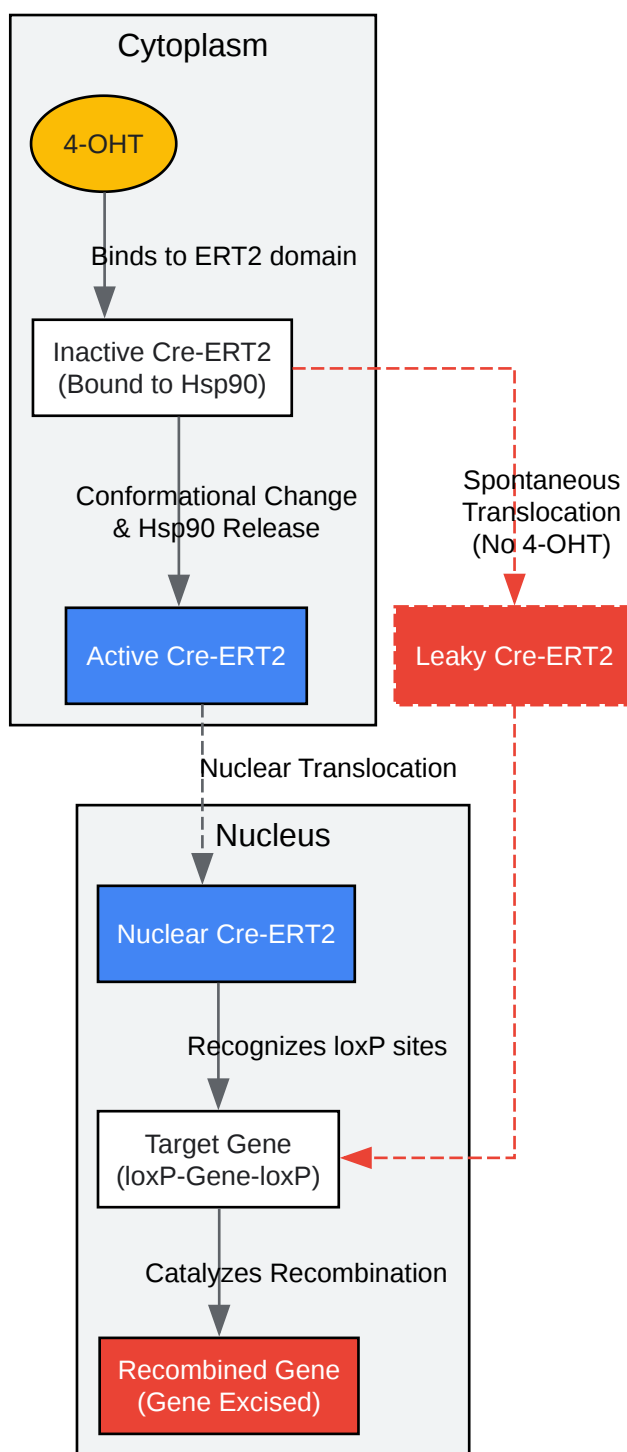 Cytoplasm
4-OHT
Binds to ERT2 domain
Inactive Cre-ERT2
(Bound to Hsp90)
Conformational Change
& Hsp90 Release
Spontaneous
Translocation
(No 4-OHT)
Active Cre-ERT2
Leaky Cre-ERT2
Nuclear Translocation
Nucleus
Nuclear Cre-ERT2
Recognizes loxP sites
Target Gene
(loxP-Gene-loxP)
Catalyzes Recombination
Recombined Gene
(Gene Excised)